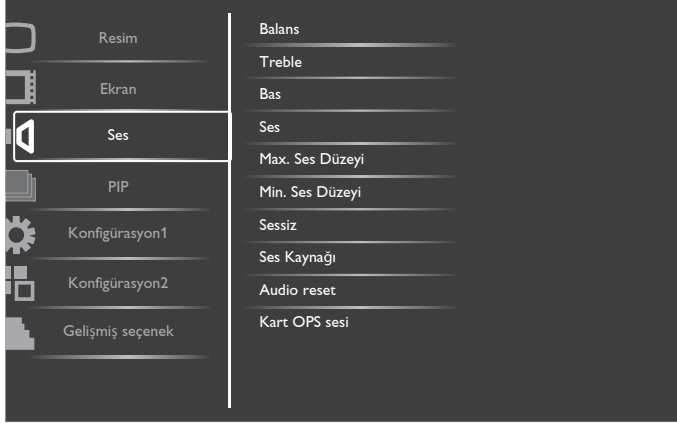 Resim
Ekran
Ses
PIP
Konfigürasyon1
Konfigürasyon2
Gelişmiş seçenek
Balans
Treble
Bas
Ses
Max. Ses Düzeyi
Min. Ses Düzeyi
Sessiz
Ses Kaynağı
Audio reset
Kart OPS sesi